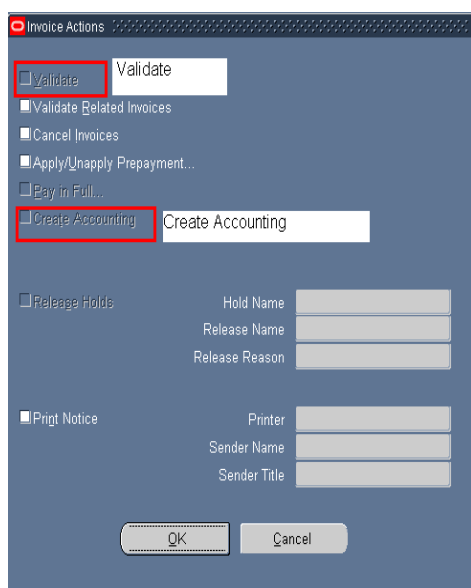 Invoice Actions
Validate
Validate
Validate Related Invoices
Cancel Invoices
Apply/Unapply Prepayment...
Pay in Full...
Create Accounting
Create Accounting
Release Holds
Hold Name
Release Name
Release Reason
Print Notice
Printer
Sender Name
Sender Title
OK
Cancel